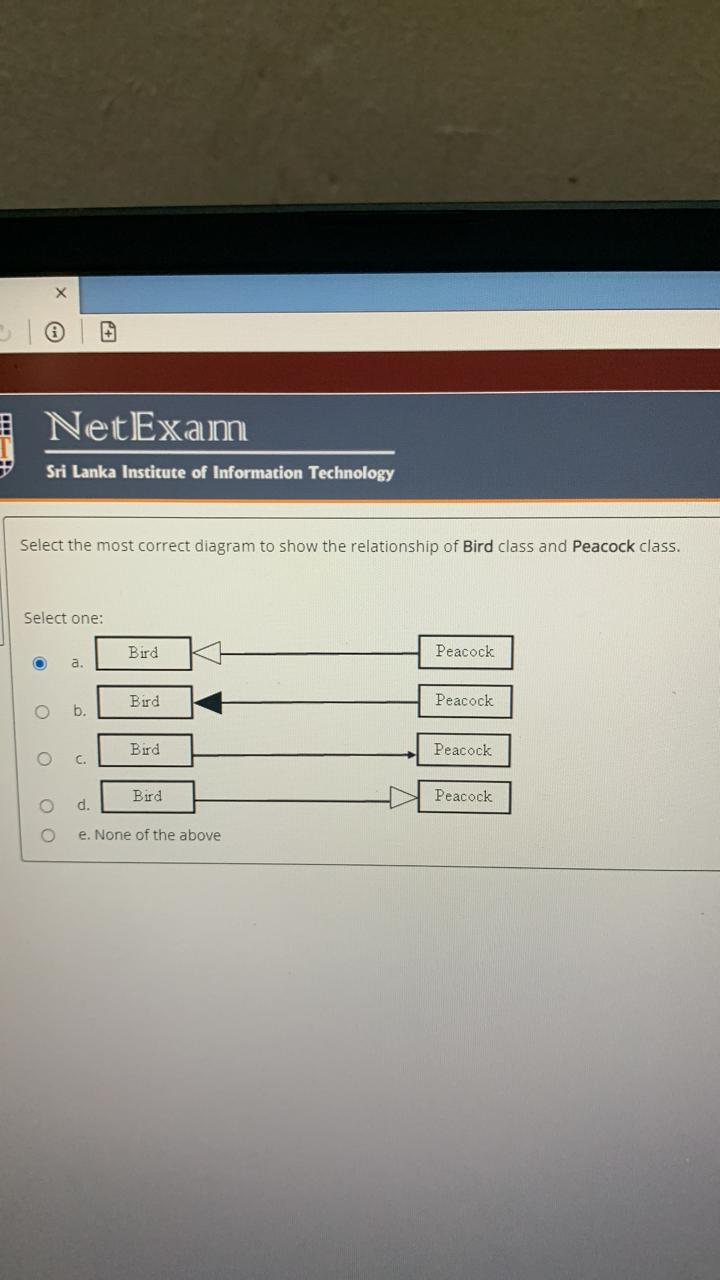 NetExam
Sri Lanka Institute of Information Technology
Select the most correct diagram to show the relationship of Bird class and Peacock class.
Select one:
a. Bird Peacock
b. Bird Peacock
c. Bird Peacock
d. Bird Peacock
e. None of the above